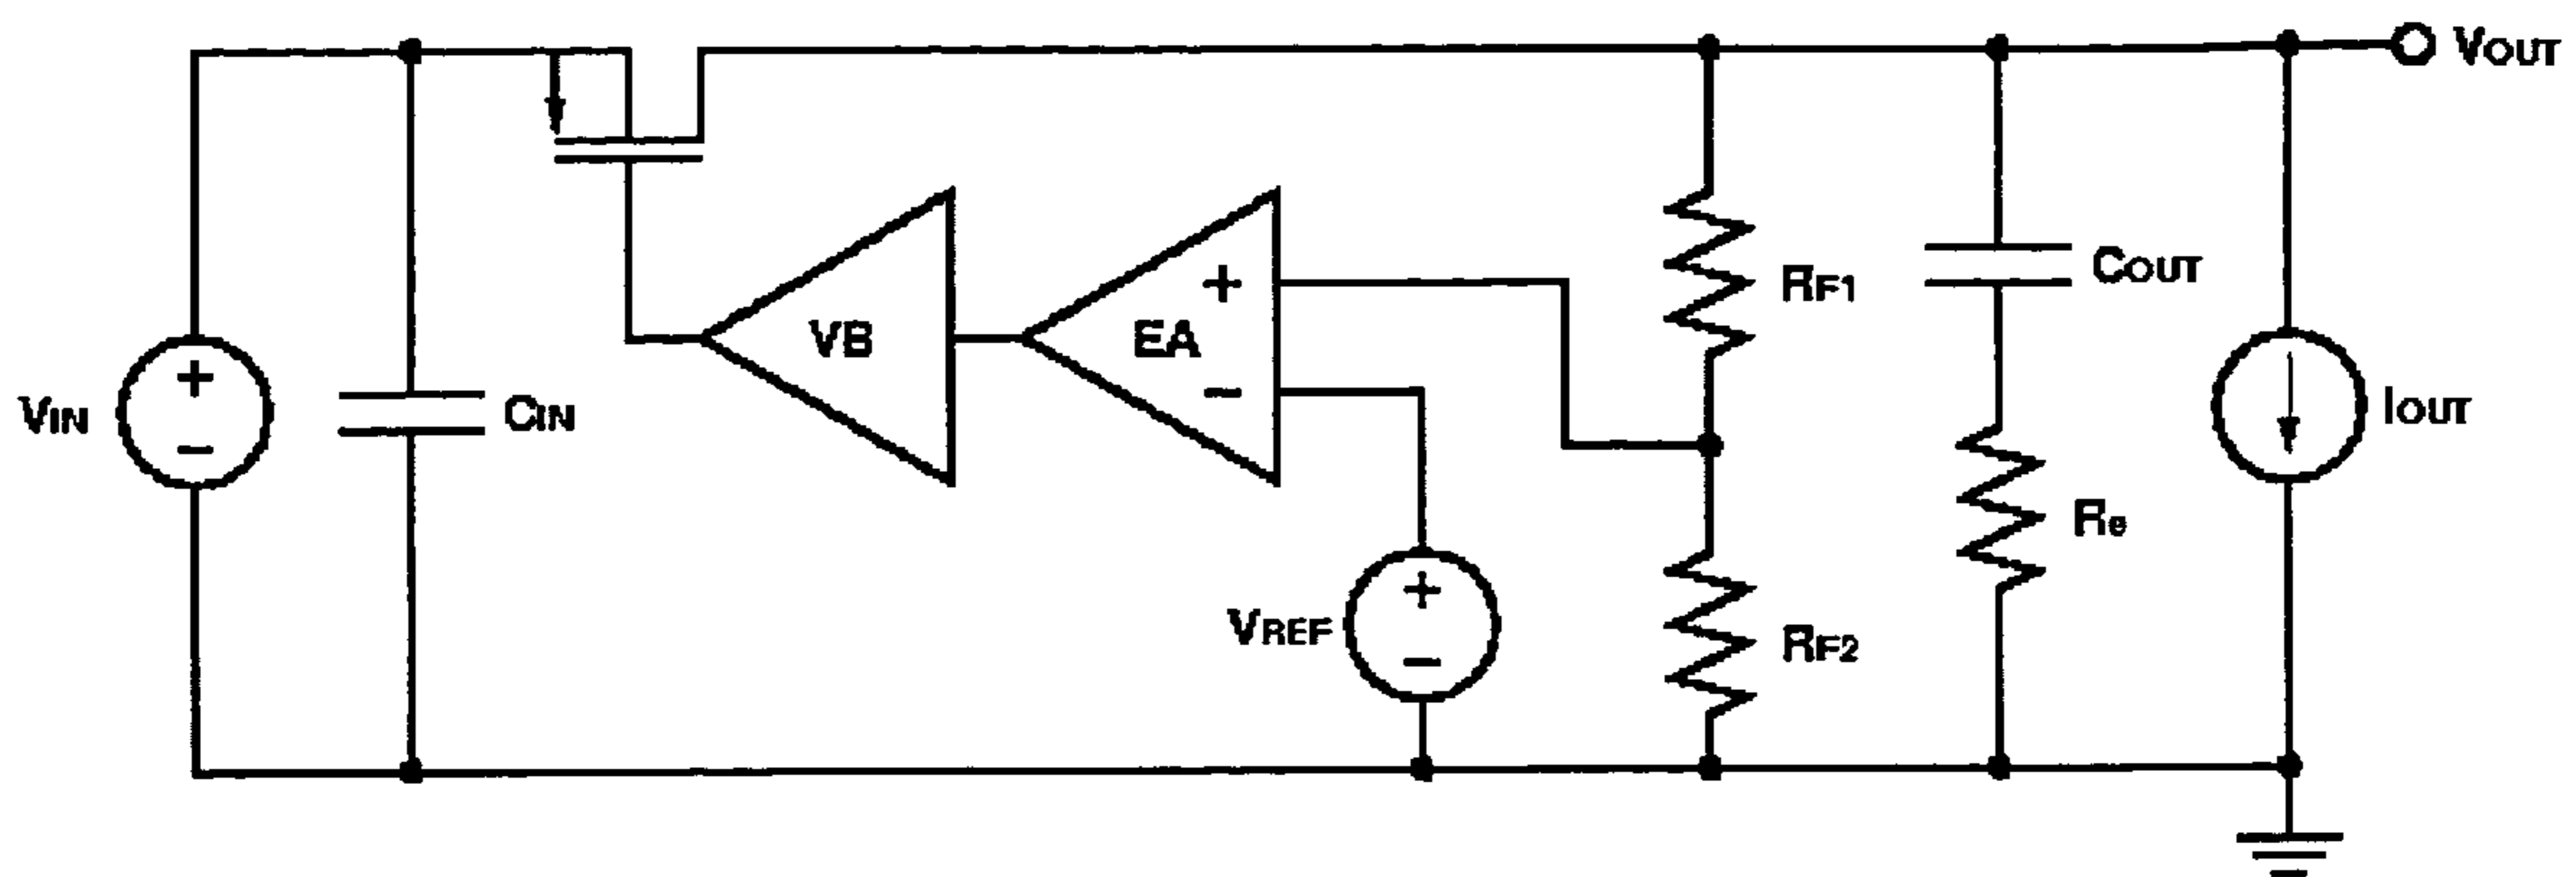 VOUT
+
VB
EA
RF1
COUT
+
VIN
−
CIN
−
IOUT
Re
+
VREF
−
RF2